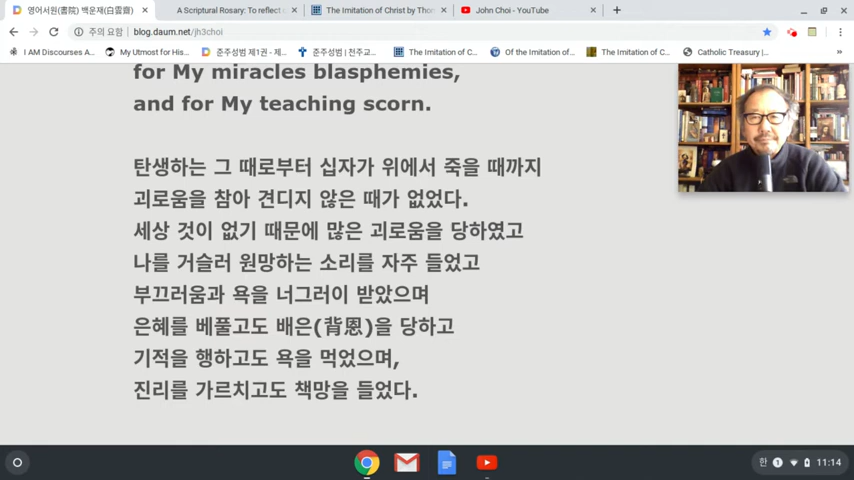 영어서원(書院) 백운재(白雲齋)
A Scriptural Rosary: To reflect
The Imitation of Christ by Thor
John Choi - YouTube
주의 요함
blog.daum.net/jh3choi
I AM Discourses A...
My Utmost for His...
준주성범 제1권 - 제...
준주성범 | 천주교...
The Imitation of C...
Of the Imitation of...
The Imitation of C...
Catholic Treasury |...
for My miracles blasphemies,
and for My teaching scorn.
탄생하는 그 때로부터 십자가 위에서 죽을 때까지
괴로움을 참아 견디지 않은 때가 없었다.
세상 것이 없기 때문에 많은 괴로움을 당하였고
나를 거슬러 원망하는 소리를 자주 들었고
부끄러움과 욕을 너그러이 받았으며
은혜를 베풀고도 배은(背恩)을 당하고
기적을 행하고도 욕을 먹었으며,
진리를 가르치고도 책망을 들었다.
한
1
11:14